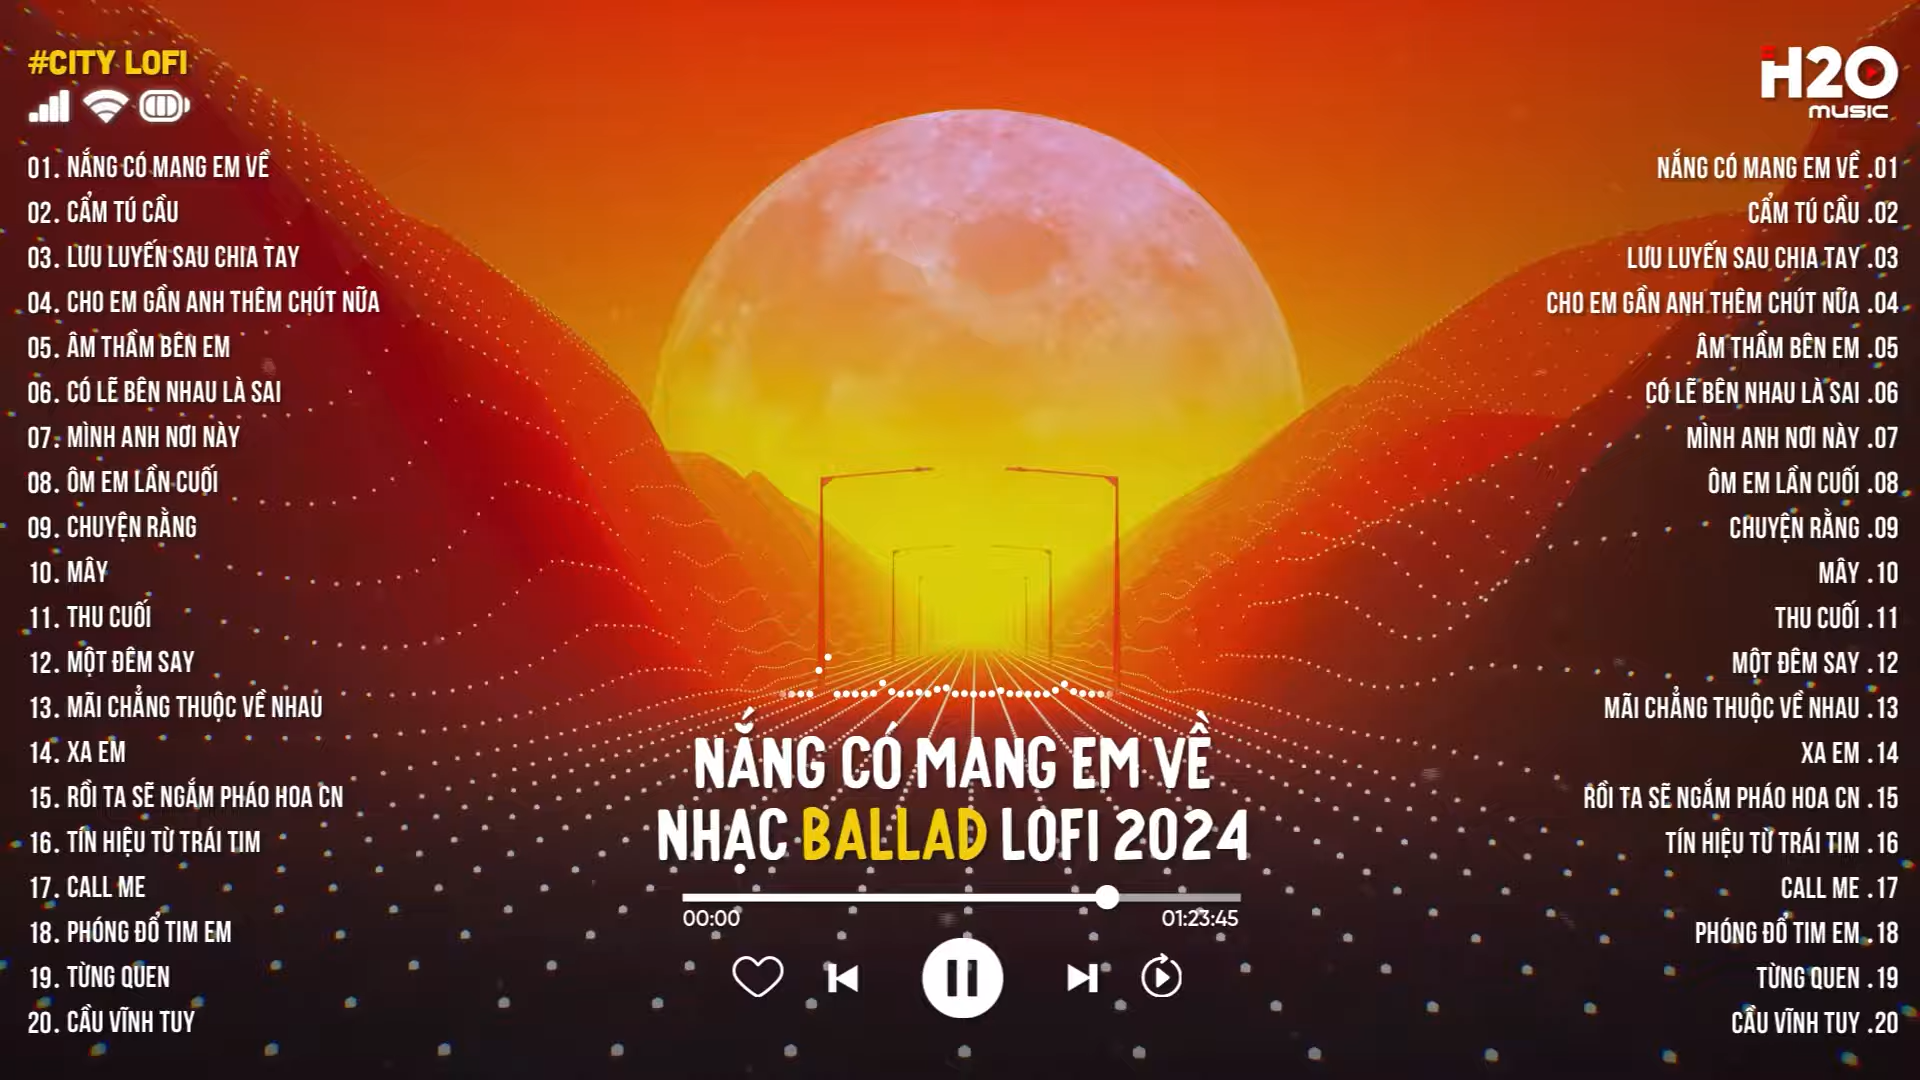 #CITY LOFI
01. NẮNG CÓ MANG EM VỀ
02. CẨM TÚ CẦU
03. LƯU LUYẾN SAU CHIA TAY
04. CHO EM GẦN ANH THÊM CHÚT NỮA
05. ÂM THẦM BÊN EM
06. CÓ LẼ BÊN NHAU LÀ SAI
07. MÌNH ANH NƠI NÀY
08. ÔM EM LẦN CUỐI
09. CHUYỆN RẰNG
10. MÂY
11. THU CUỐI
12. MỘT ĐÊM SAY
13. MÃI CHẲNG THUỘC VỀ NHAU
14. XA EM
15. RỒI TA SẼ NGẮM PHÁO HOA CN
16. TÍN HIỆU TỪ TRÁI TIM
17. CALL ME
18. PHÓNG ĐỔ TIM EM
19. TỪNG QUEN
20. CẦU VĨNH TUY
NẮNG CÓ MANG EM VỀ
NHẠC BALLAD LOFI 2024
00:00 01:23:45
H2O
MUSIC
NẮNG CÓ MANG EM VỀ .01
CẨM TÚ CẦU .02
LƯU LUYẾN SAU CHIA TAY .03
CHO EM GẦN ANH THÊM CHÚT NỮA .04
ÂM THẦM BÊN EM .05
CÓ LẼ BÊN NHAU LÀ SAI .06
MÌNH ANH NƠI NÀY .07
ÔM EM LẦN CUỐI .08
CHUYỆN RẰNG .09
MÂY .10
THU CUỐI .11
MỘT ĐÊM SAY .12
MÃI CHẲNG THUỘC VỀ NHAU .13
XA EM .14
RỒI TA SẼ NGẮM PHÁO HOA CN .15
TÍN HIỆU TỪ TRÁI TIM .16
CALL ME .17
PHÓNG ĐỔ TIM EM .18
TỪNG QUEN .19
CẦU VĨNH TUY .20